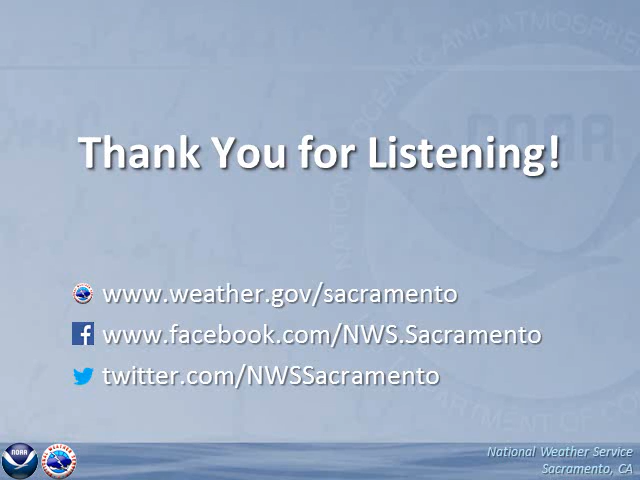 Thank You for Listening!
www.weather.gov/sacramento
www.facebook.com/NWS.Sacramento
twitter.com/NWSSacramento
NOAA
National Weather Service
Sacramento, CA